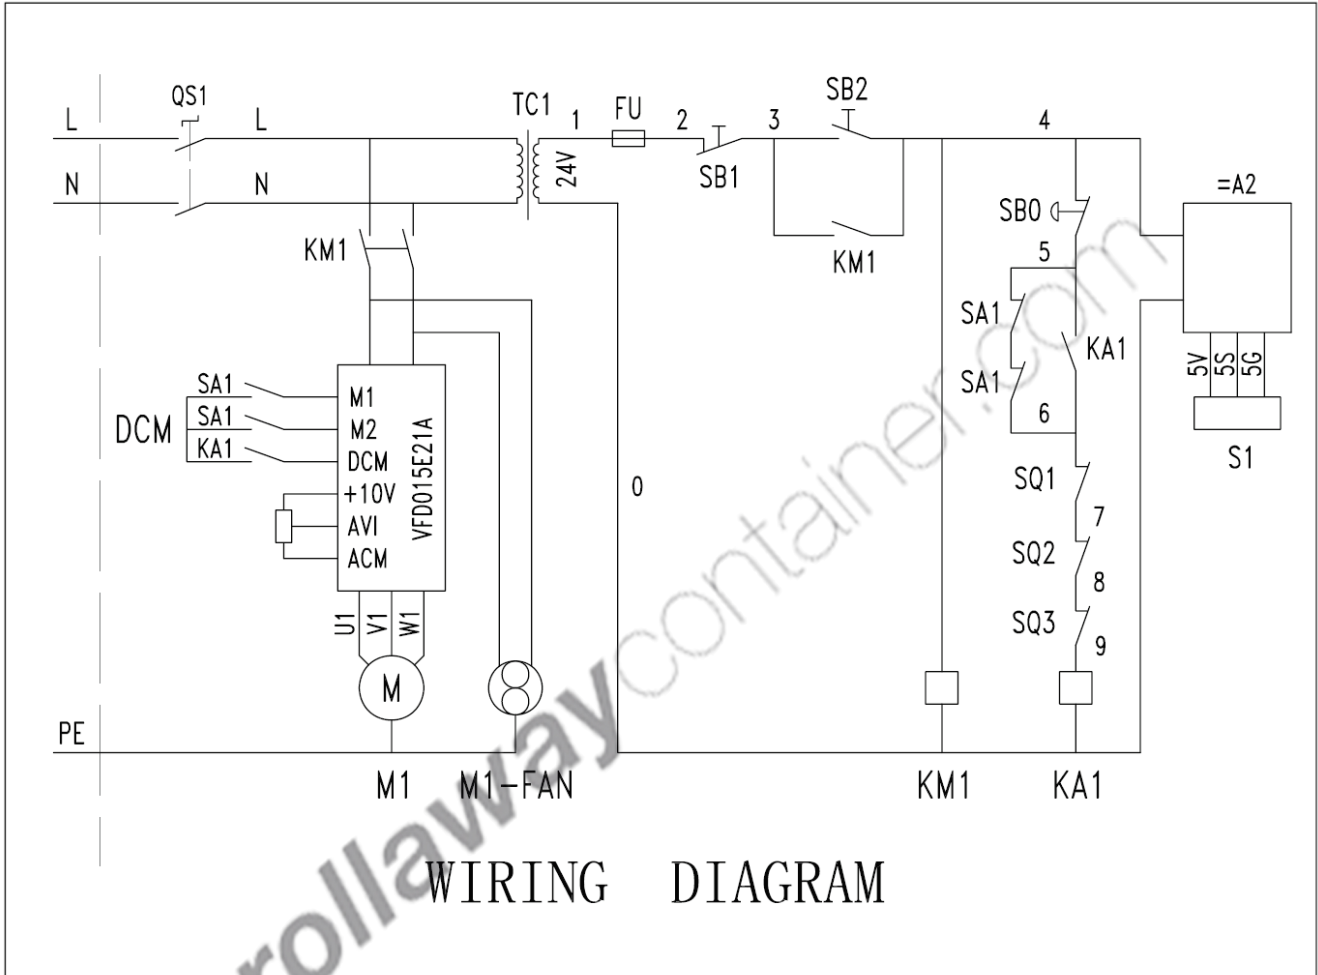 QS1
L
L
N
N
TC1
24V
1
FU
2
SB1
3
SB2
KM1
4
=A2
SB0
5
SA1
SA1
KA1
6
5V
5S
5G
S1
KM1
DCM
SA1
SA1
KA1
M1
M2
DCM
+10V
AVI
ACM
VFD015E21A
0
SQ1
7
SQ2
8
SQ3
9
U1
V1
W1
M
PE
M1
M1-FAN
KM1
KA1
WIRING DIAGRAM
rollawaycontainer.com